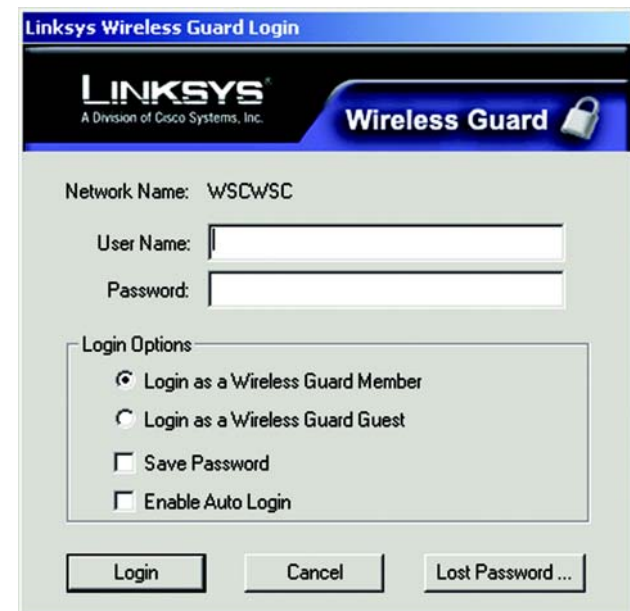 Linksys Wireless Guard Login
LINKSYS®
A Division of Cisco Systems, Inc.
Wireless Guard
Network Name: WSCWSC
User Name:
Password:
Login Options
Login as a Wireless Guard Member
Login as a Wireless Guard Guest
Save Password
Enable Auto Login
Login
Cancel
Lost Password ...